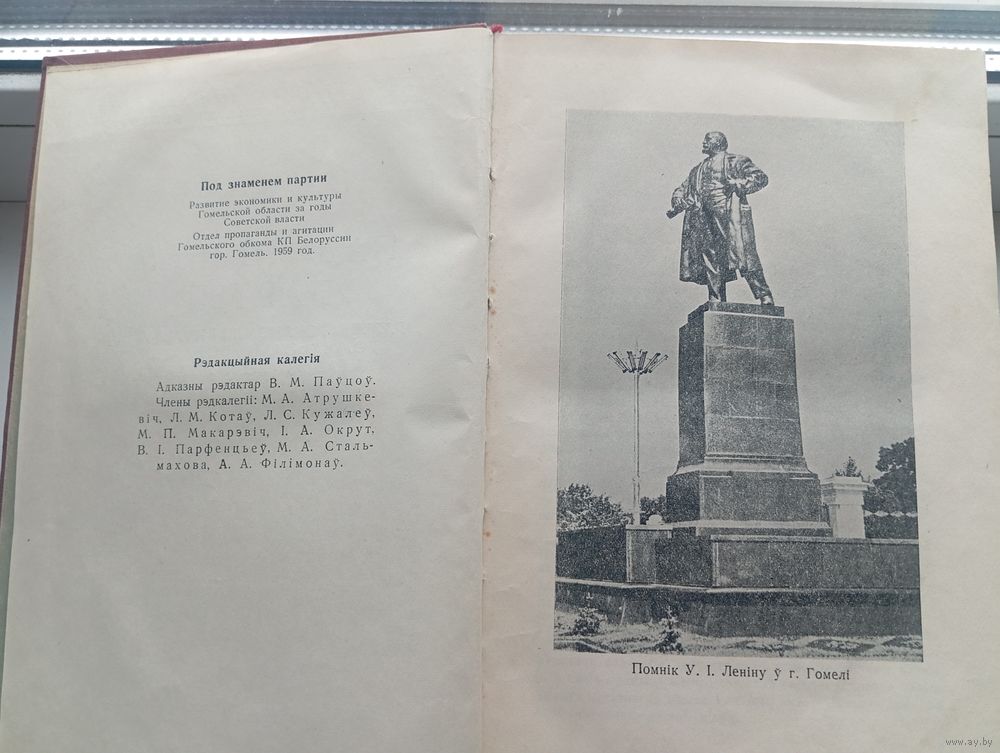 Под знаменем партии
Развитие экономики и культуры
Гомельской области за годы
Советской власти
Отдел пропаганды и агитации
Гомельского обкома КП Белоруссии
гор. Гомель. 1959 год.
Рэдакцыйная калегія
Адказны рэдактар В. М. Паўцоў.
Члены рэдкалегіі: М. А. Атрушке-
віч, Л. М. Котаў, Л. С. Кужалеў,
М. П. Макарэвіч, І. А. Окрут,
В. І. Парфенцьеў, М. А. Сталь-
махова, А. А. Філімонаў.
Помнік У. І. Леніну ў г. Гомелі
www.ay.by